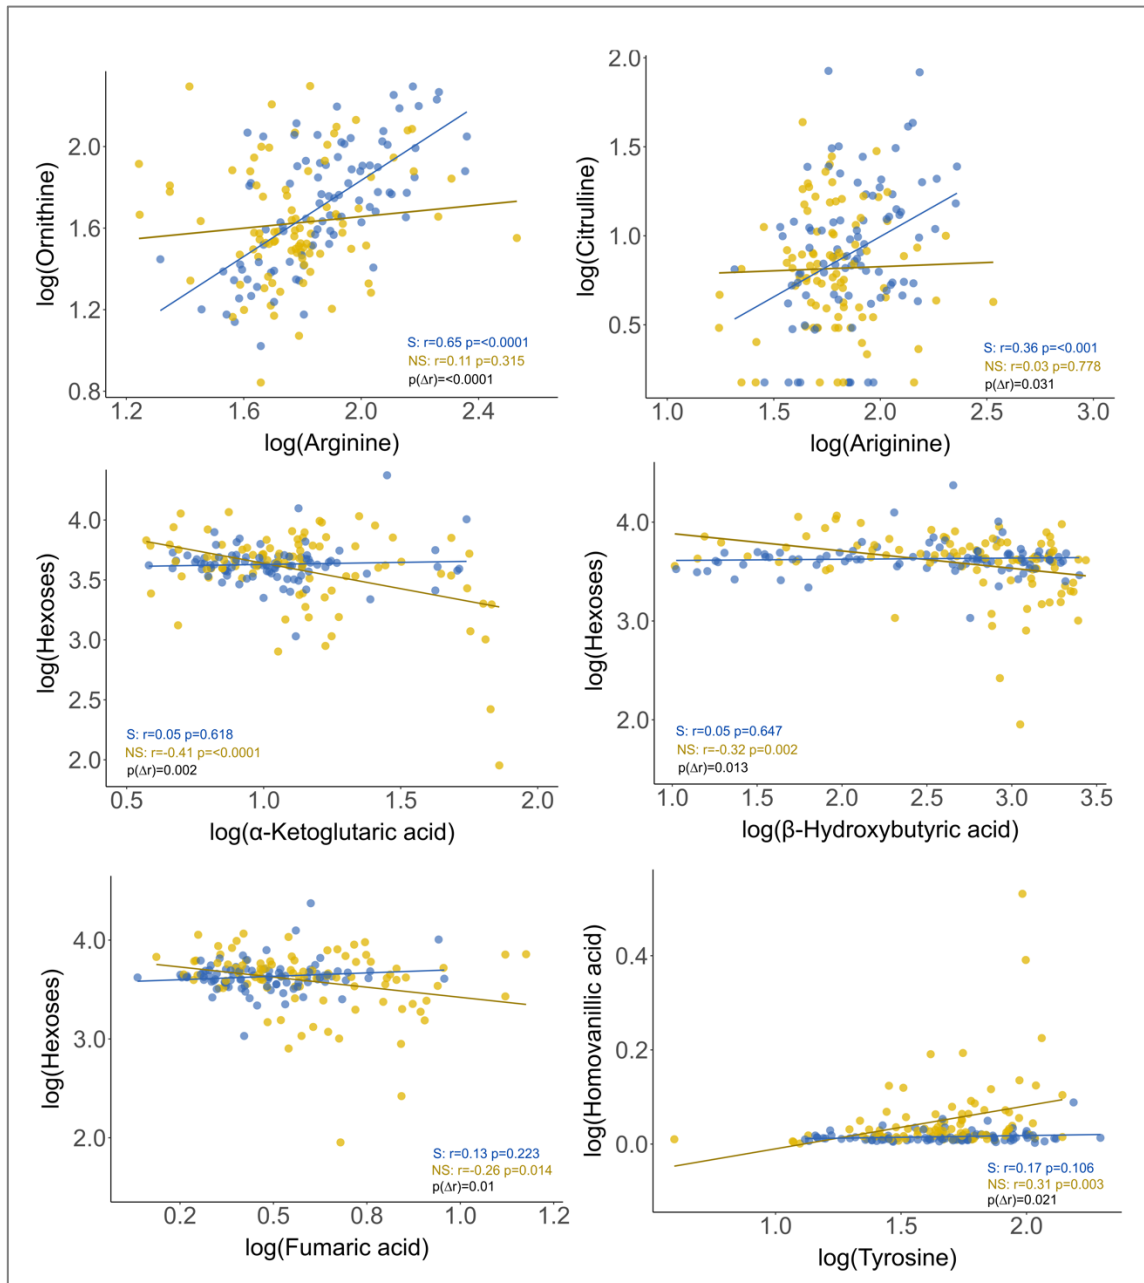 log(Ornithine)
2.0
1.6
1.2
0.8
S: r=0.65 p=<0.0001
NS: r=0.11 p=0.315
p(Δr)=<0.0001
1.2 1.6 2.0 2.4
log(Arginine)
log(Citrulline)
2.0
1.5
1.0
0.5
S: r=0.36 p=<0.001
NS: r=0.03 p=0.778
p(Δr)=0.031
1.0 1.5 2.0 2.5 3.0
log(Ariginine)
log(Hexoses)
4.0
3.5
3.0
2.5
2.0
S: r=0.05 p=0.618
NS: r=-0.41 p=<0.0001
p(Δr)=0.002
0.5 1.0 1.5 2.0
log(α-Ketoglutaric acid)
log(Hexoses)
4.0
3.0
2.0
S: r=0.05 p=0.647
NS: r=-0.32 p=0.002
p(Δr)=0.013
1.0 1.5 2.0 2.5 3.0 3.5
log(β-Hydroxybutyric acid)
log(Hexoses)
4.0
3.0
2.0
S: r=0.13 p=0.223
NS: r=-0.26 p=0.014
p(Δr)=0.01
0.2 0.5 0.8 1.0 1.2
log(Fumaric acid)
log(Homovanillic acid)
0.4
0.2
0.0
S: r=0.17 p=0.106
NS: r=0.31 p=0.003
p(Δr)=0.021
1.0 1.5 2.0
log(Tyrosine)